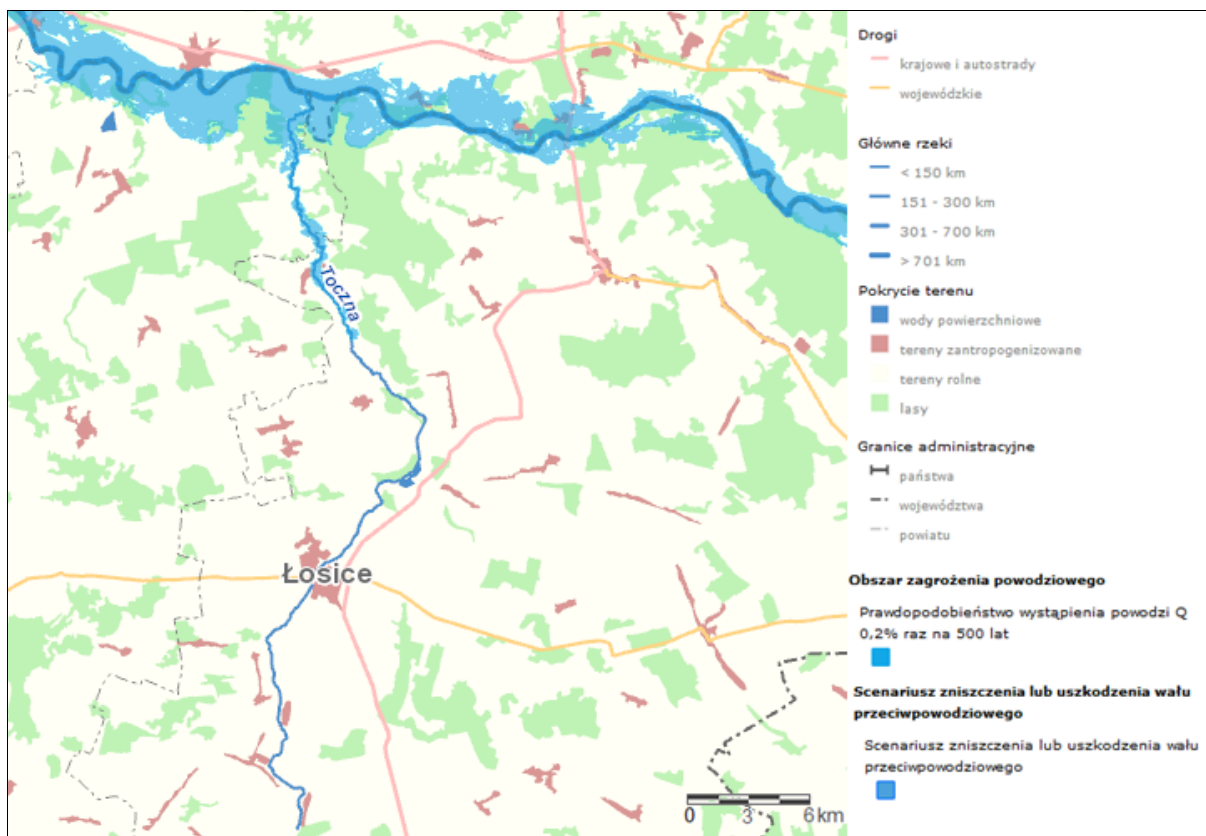 Toczna
Łosice
0 3 6 km
Drogi
krajowe i autostrady
wojewódzkie
Główne rzeki
< 150 km
151 - 300 km
301 - 700 km
> 701 km
Pokrycie terenu
wody powierzchniowe
tereny zantropogenizowane
tereny rolne
lasy
Granice administracyjne
państwa
województwa
powiatu
Obszar zagrożenia powodziowego
Prawdopodobieństwo wystąpienia powodzi Q
0,2% raz na 500 lat
Scenariusz zniszczenia lub uszkodzenia wału
przeciwpowodziowego
Scenariusz zniszczenia lub uszkodzenia wału
przeciwpowodziowego